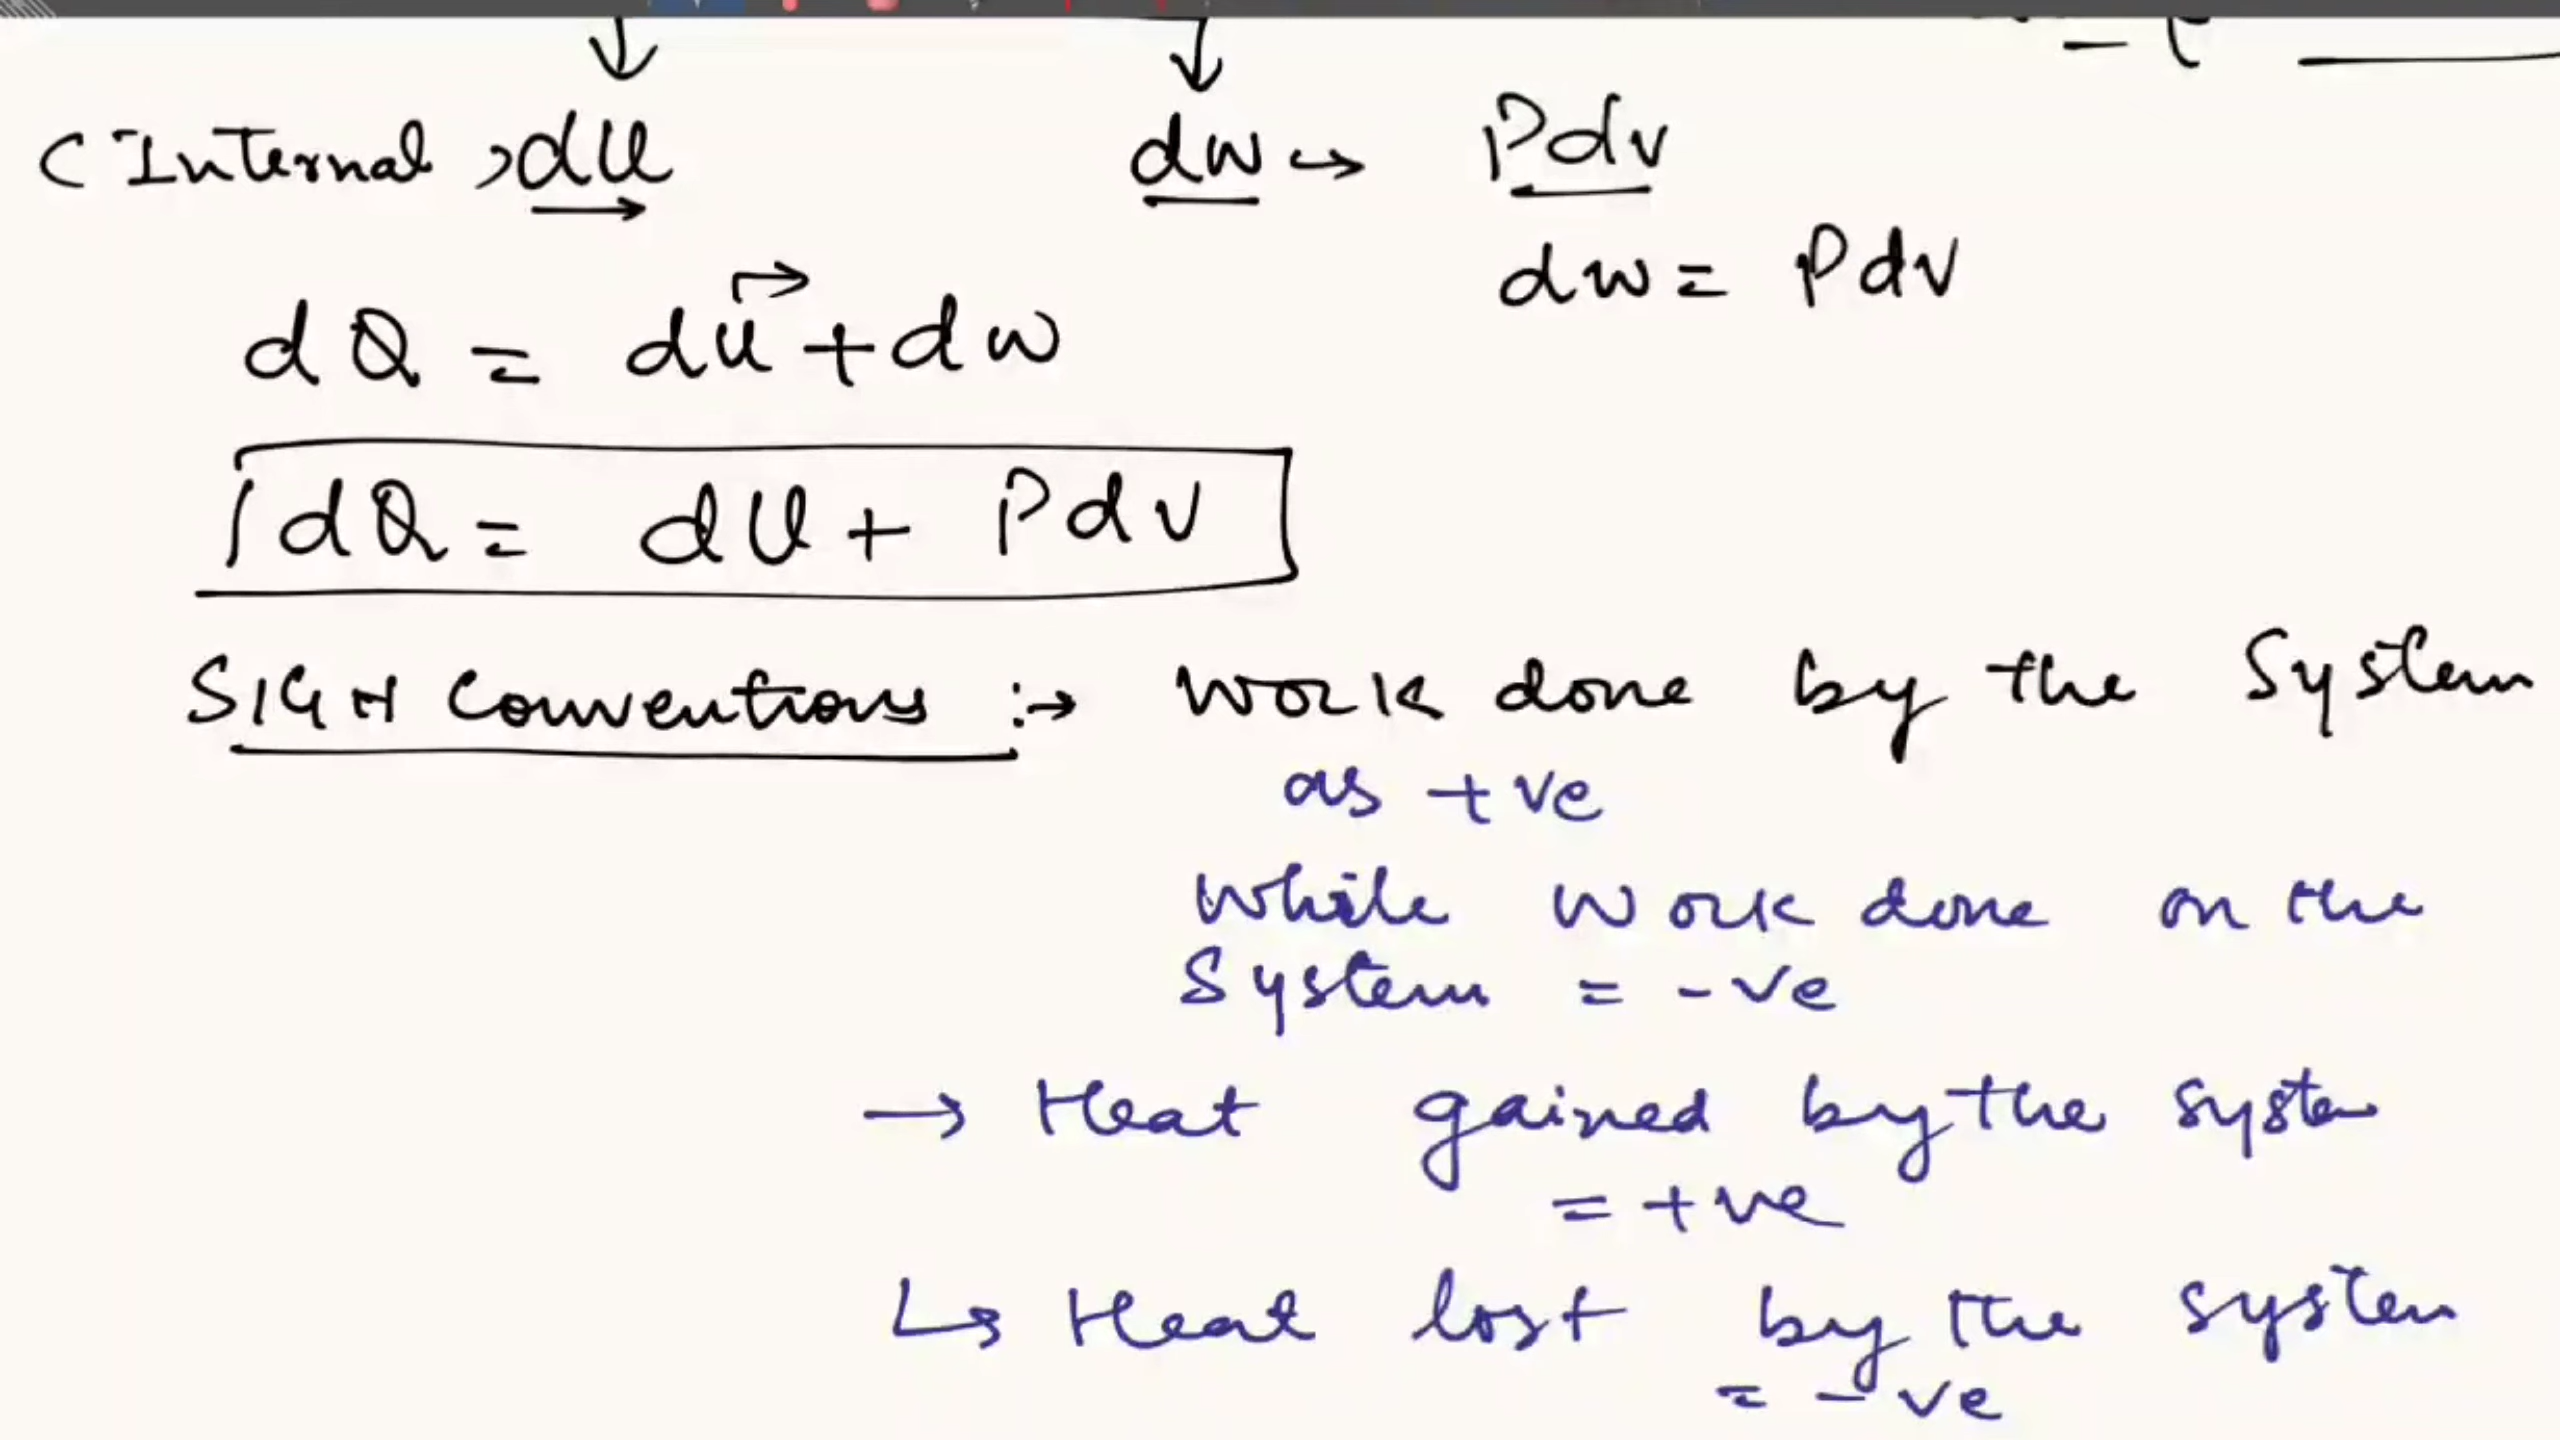 (Internal) dU dw → Pdv
dw = Pdv
dQ = du + dw
dQ = dU + Pdv
SIGN Conventions :→ Work done by the System
as +ve
while Work done on the
System = -ve
→ Heat gained by the syste
= +ve
↳ Heat lost by the system
= -ve